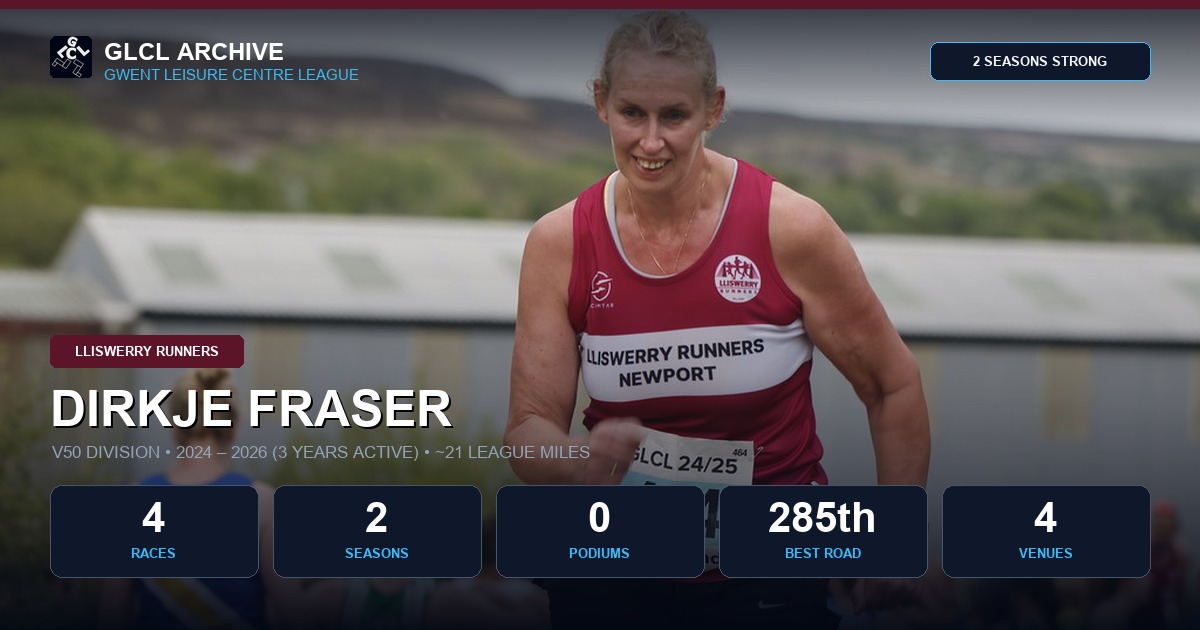 GLCL ARCHIVE
GWENT LEISURE CENTRE LEAGUE
2 SEASONS STRONG
LLISWERRY
RUNNERS
LLISWERRY RUNNERS
NEWPORT
LLISWERRY RUNNERS
DIRKJE FRASER
V50 DIVISION • 2024 – 2026 (3 YEARS ACTIVE) • ~21 LEAGUE MILES
464
GLCL 24/25
4
RACES
2
SEASONS
0
PODIUMS
285th
BEST ROAD
4
VENUES